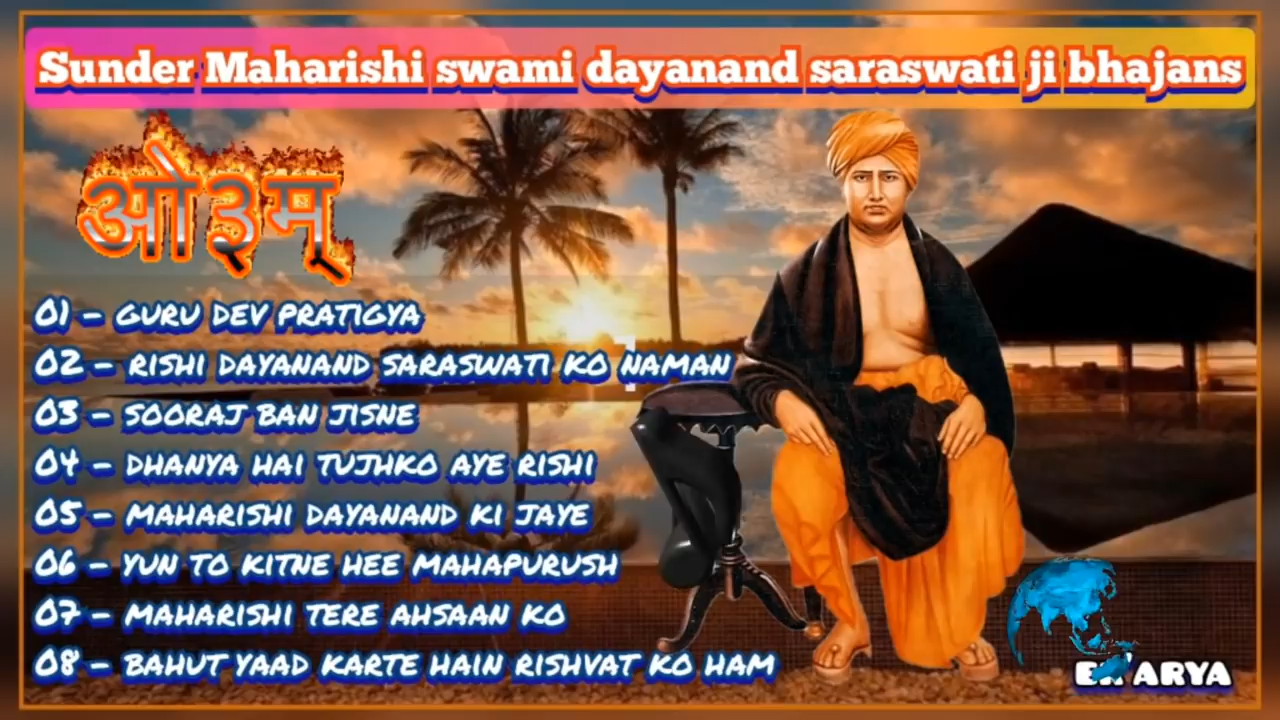 Sunder Maharishi swami dayanand saraswati ji bhajans
ओ३म्
01 - GURU DEV PRATIGYA
02 - RISHI DAYANAND SARASWATI KO NAMAN
03 - SOORAJ BAN JISNE
04 - DHANYA HAI TUJHKO AYE RISHI
05 - MAHARISHI DAYANAND KI JAYE
06 - YUN TO KITNE HEE MAHAPURUSH
07 - MAHARISHI TERE AHSAAN KO
08 - BAHUT YAAD KARTE HAIN RISHVAT KO HAM
ARYA